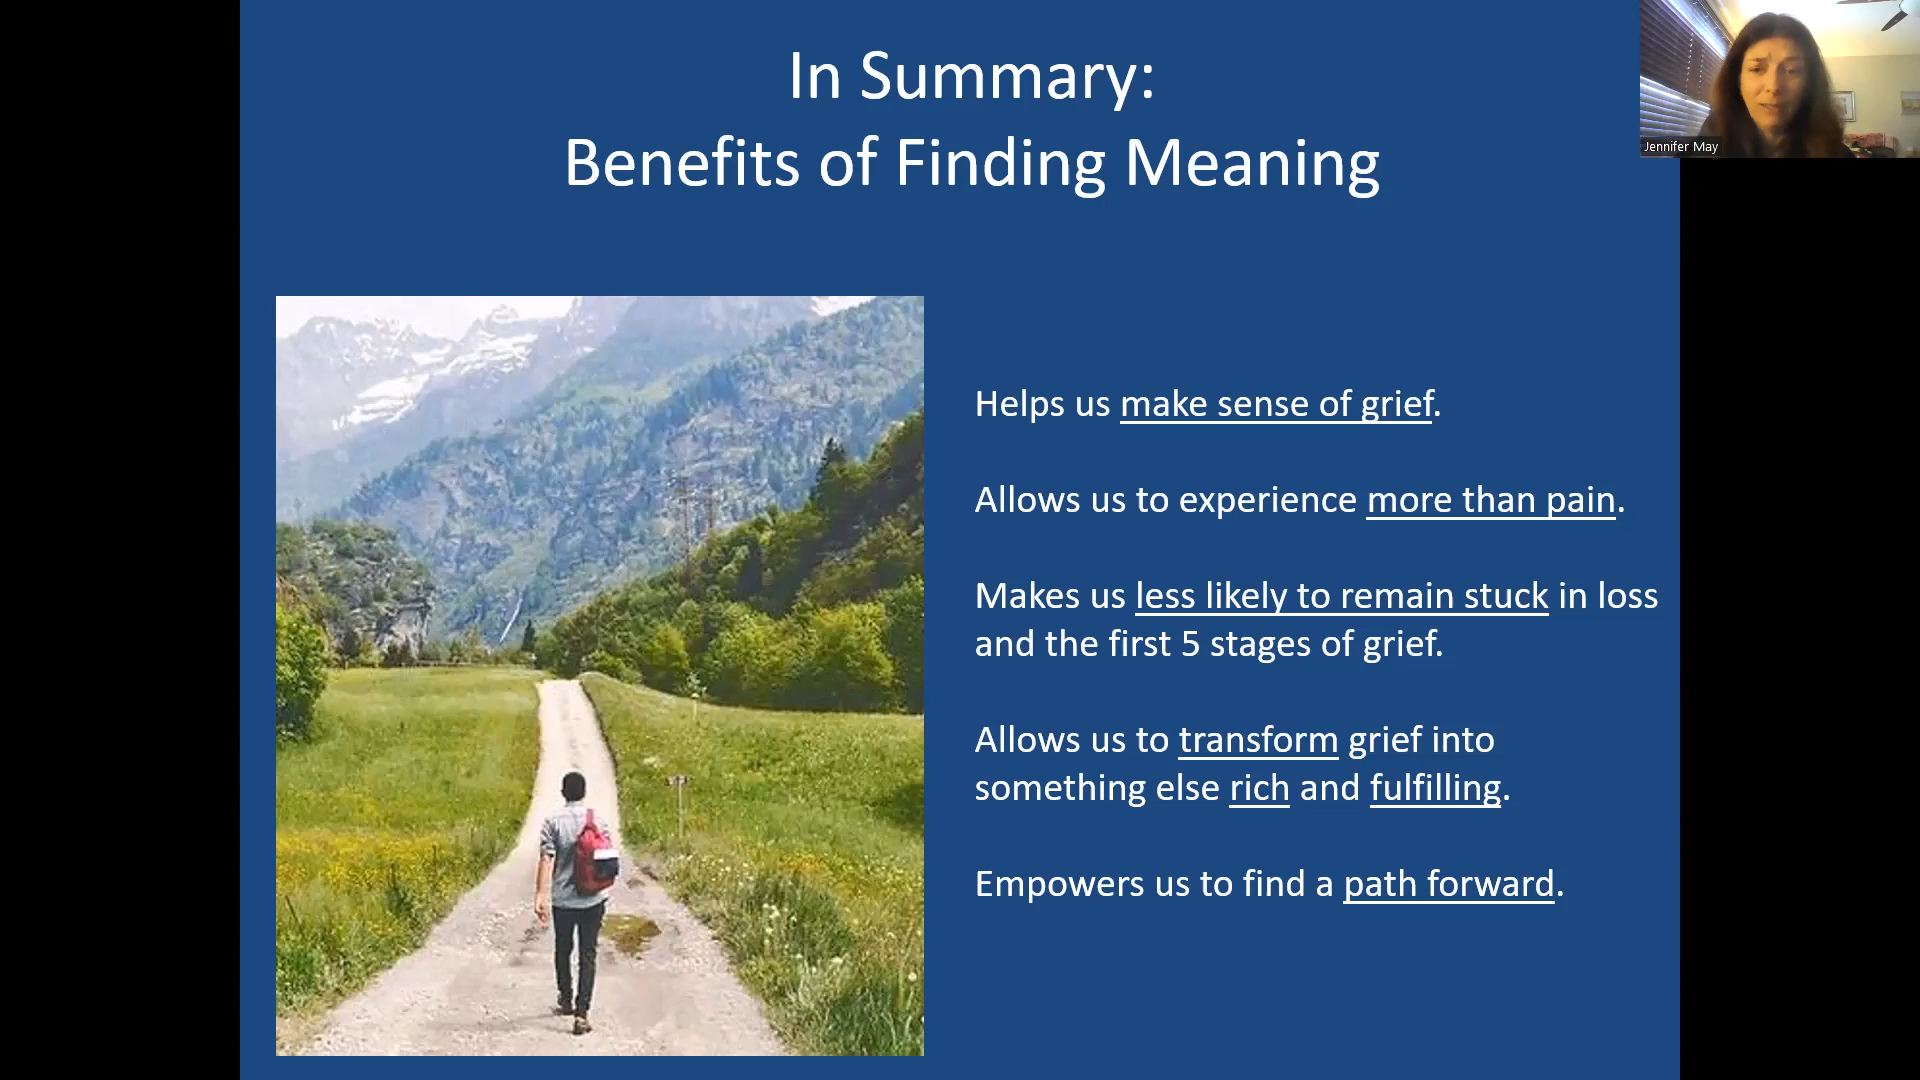 In Summary:
Benefits of Finding Meaning
Jennifer May
Helps us make sense of grief.
Allows us to experience more than pain.
Makes us less likely to remain stuck in loss
and the first 5 stages of grief.
Allows us to transform grief into
something else rich and fulfilling.
Empowers us to find a path forward.